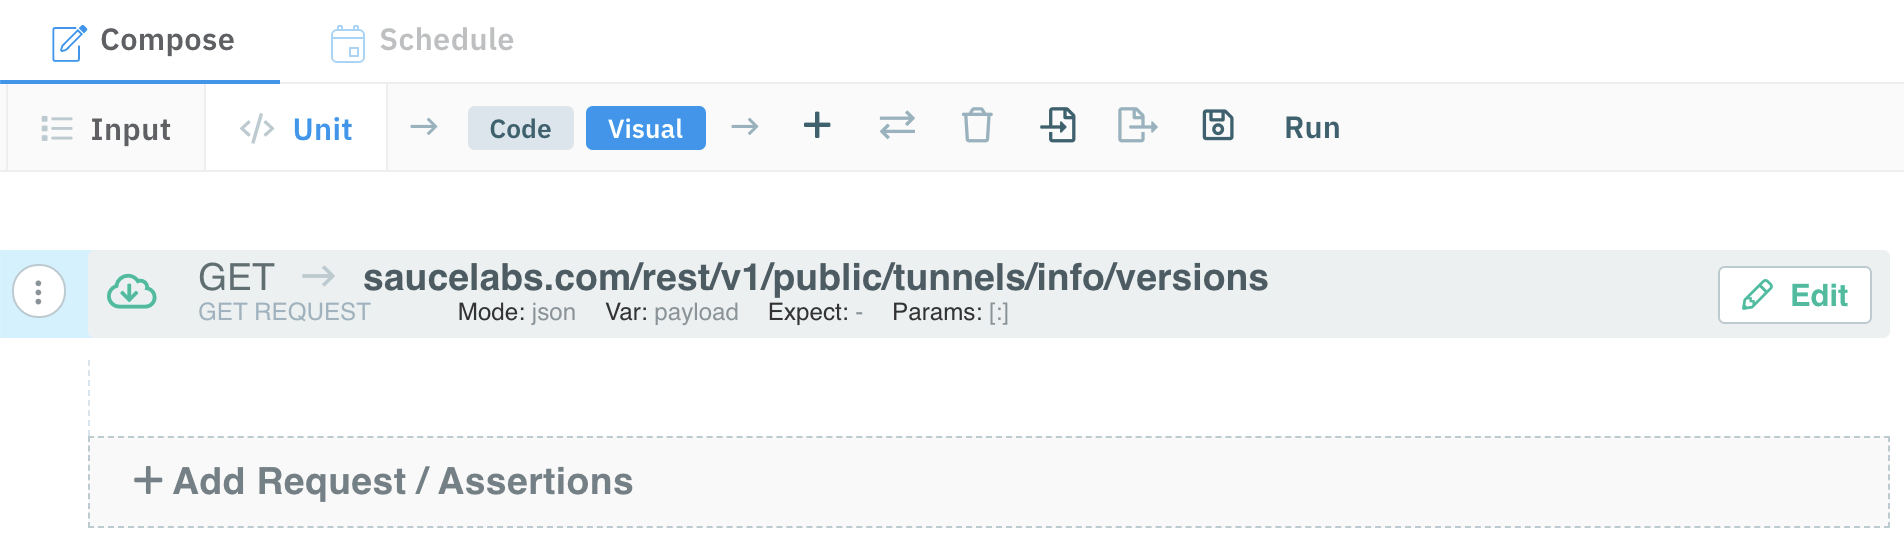 Compose Schedule
Input Unit Code Visual Run
GET → saucelabs.com/rest/v1/public/tunnels/info/versions
GET REQUEST Mode: json Var: payload Expect: - Params: [:]
Edit
+ Add Request / Assertions